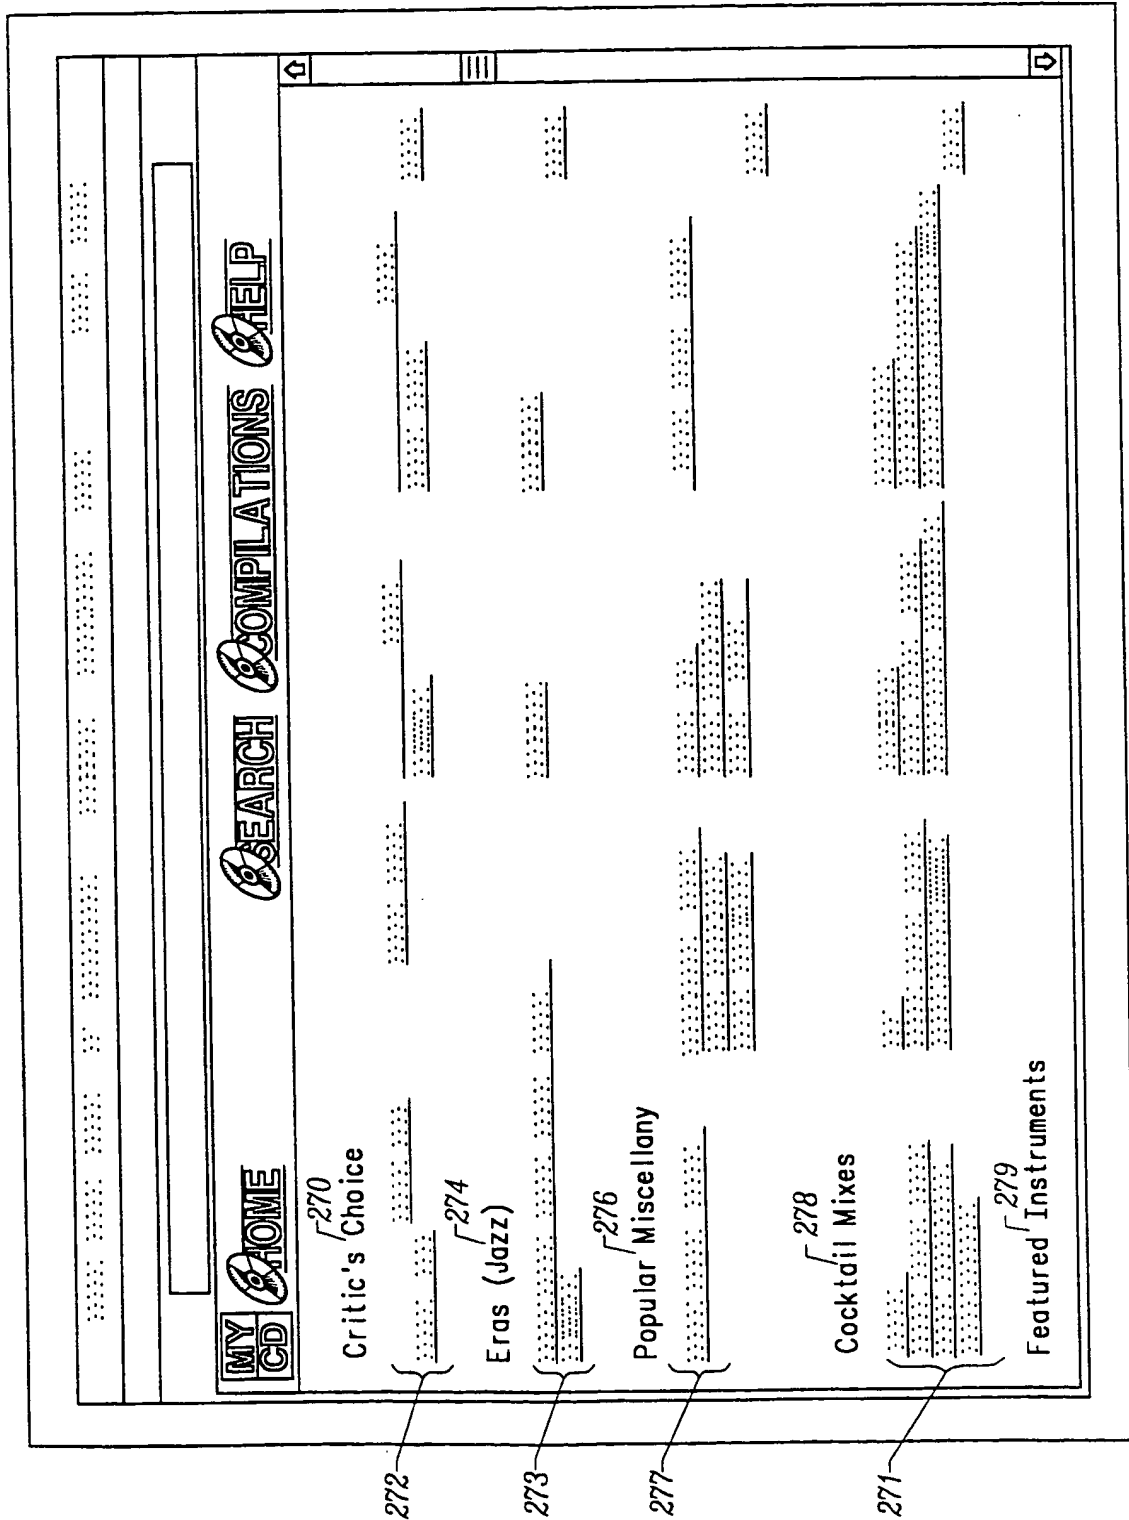 MY CD HOME SEARCH COMPILATIONS HELP
270
Critic's Choice
272
274
Eras (Jazz)
273
276
Popular Miscellany
277
278
Cocktail Mixes
271
279
Featured Instruments